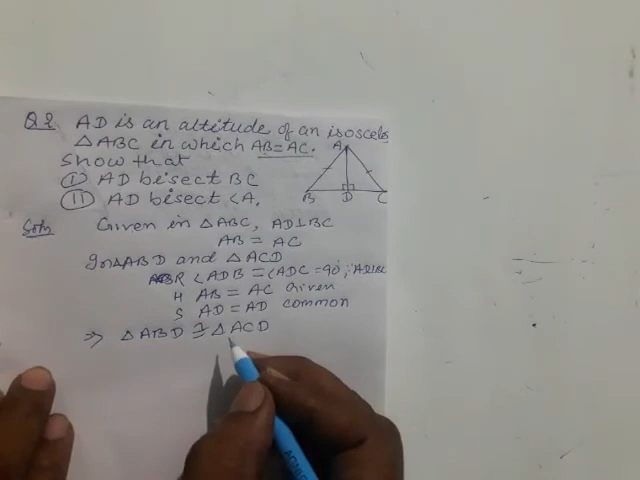 Q2 AD is an altitude of an isosceles
△ABC in which AB = AC.
Show that
(I) AD bisect BC
(II) AD bisect <A.
A
B D C
Soln Given in △ABC, AD⊥BC
AB = AC
In △ABD and △ACD
R <ADB = <ADC = 90°, AD⊥BC
H AB = AC Given
S AD = AD common
⇒ △ABD ≅ △ACD